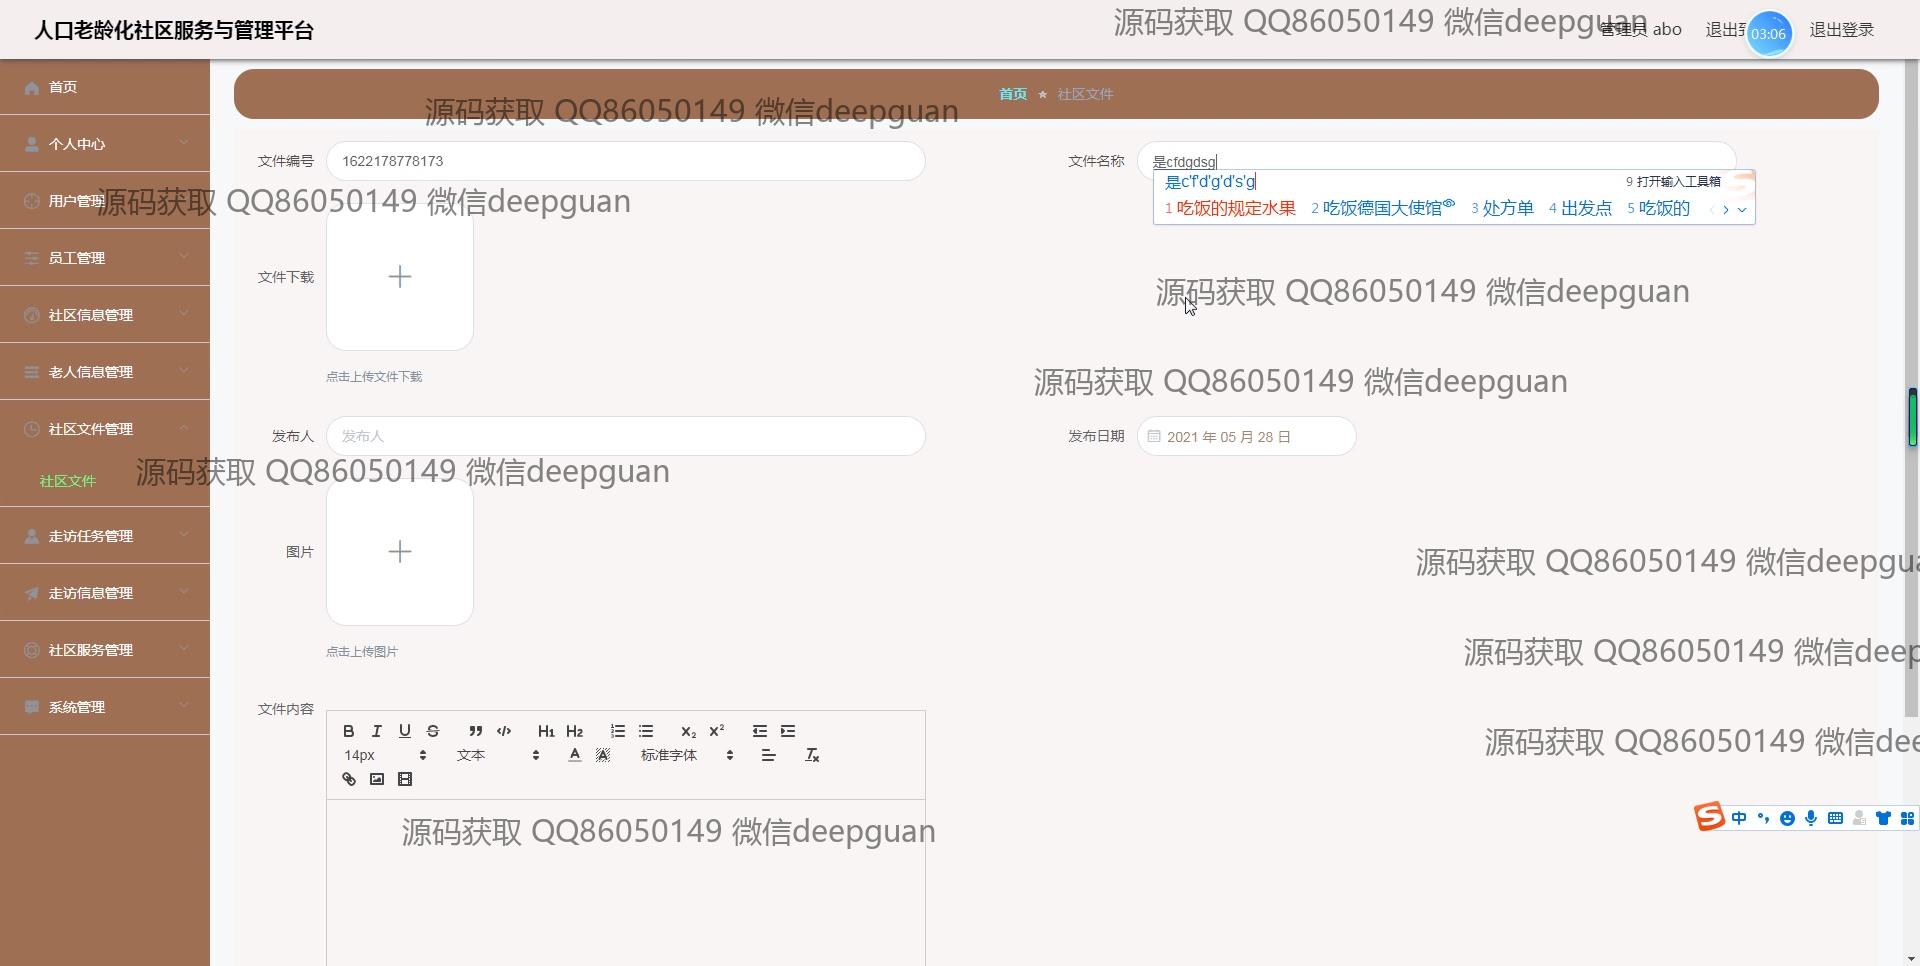 人口老龄化社区服务与管理平台
源码获取 QQ86050149 微信deepguan
管理员 abo
退出到
03:06
退出登录
首页
个人中心
用户管理
员工管理
社区信息管理
老人信息管理
社区文件管理
社区文件
走访任务管理
走访信息管理
社区服务管理
系统管理
首页 社区文件
源码获取 QQ86050149 微信deepguan
文件编号 1622178778173
文件名称 是cfdgdsg
是c'f'd'g'd's'g
9 打开输入工具箱
1 吃饭的规定水果 2 吃饭德国大使馆 3 处方单 4 出发点 5 吃饭的
源码获取 QQ86050149 微信deepguan
文件下载
源码获取 QQ86050149 微信deepguan
点击上传文件下载
源码获取 QQ86050149 微信deepguan
发布人 发布人
发布日期 2021 年 05 月 28 日
源码获取 QQ86050149 微信deepguan
图片
源码获取 QQ86050149 微信deepgua
点击上传图片
源码获取 QQ86050149 微信deep
文件内容
B I U S H1 H2 X2 X2
14px 文本 A A 标准字体 Tx
源码获取 QQ86050149 微信dee
源码获取 QQ86050149 微信deepguan
S 中